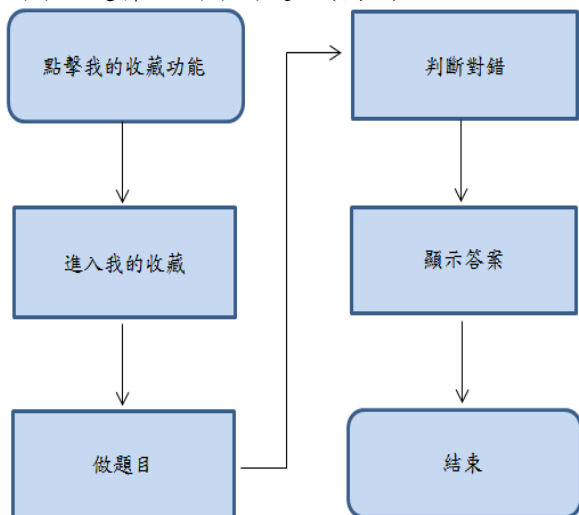 點擊我的收藏功能
進入我的收藏
做題目
判斷對錯
顯示答案
結束